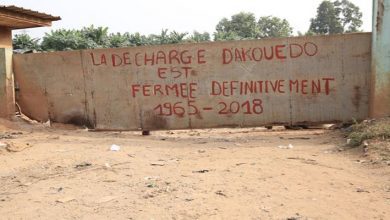 LA DECHARGE D'AKOUEDO
EST
FERMEE DEFINITIVEMENT
1965-2018